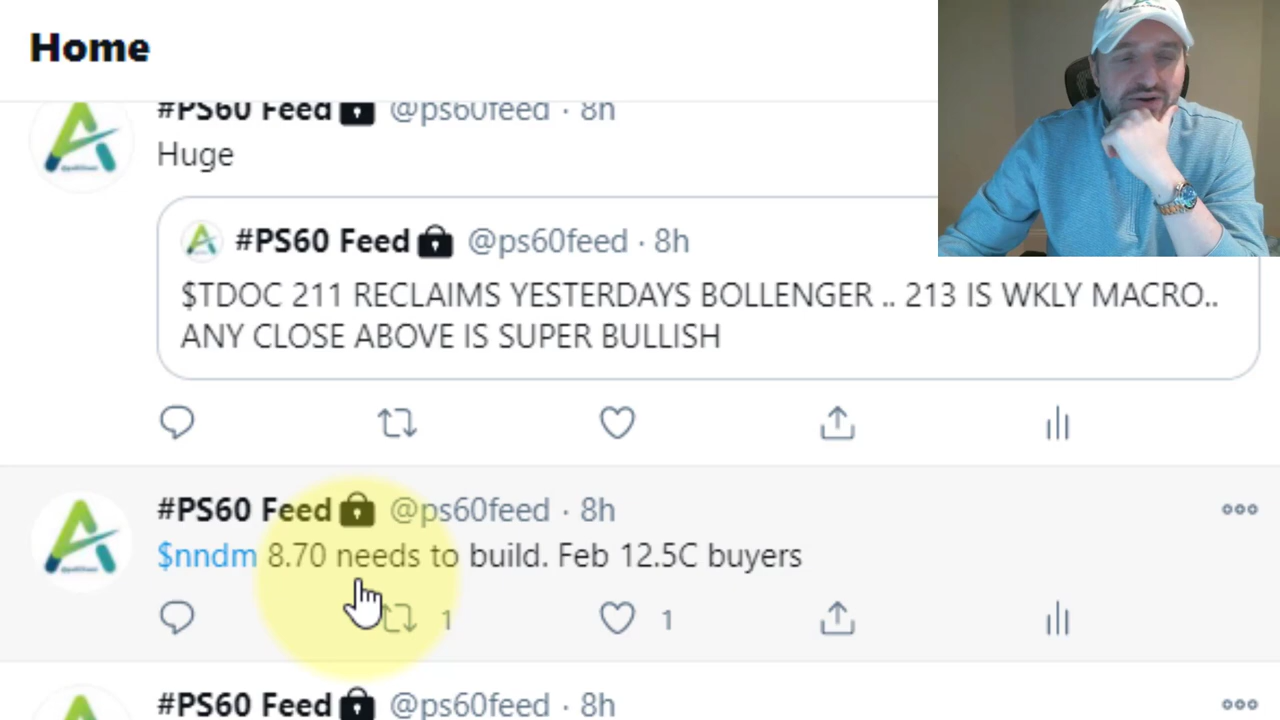 Home
#PS60 Feed @ps60feed · 8h
Huge
#PS60 Feed @ps60feed · 8h
$TDOC 211 RECLAIMS YESTERDAYS BOLLENGER .. 213 IS WKLY MACRO..
ANY CLOSE ABOVE IS SUPER BULLISH
#PS60 Feed @ps60feed · 8h
$nndm 8.70 needs to build. Feb 12.5C buyers
1 1
#PS60 Feed @ps60feed · 8h